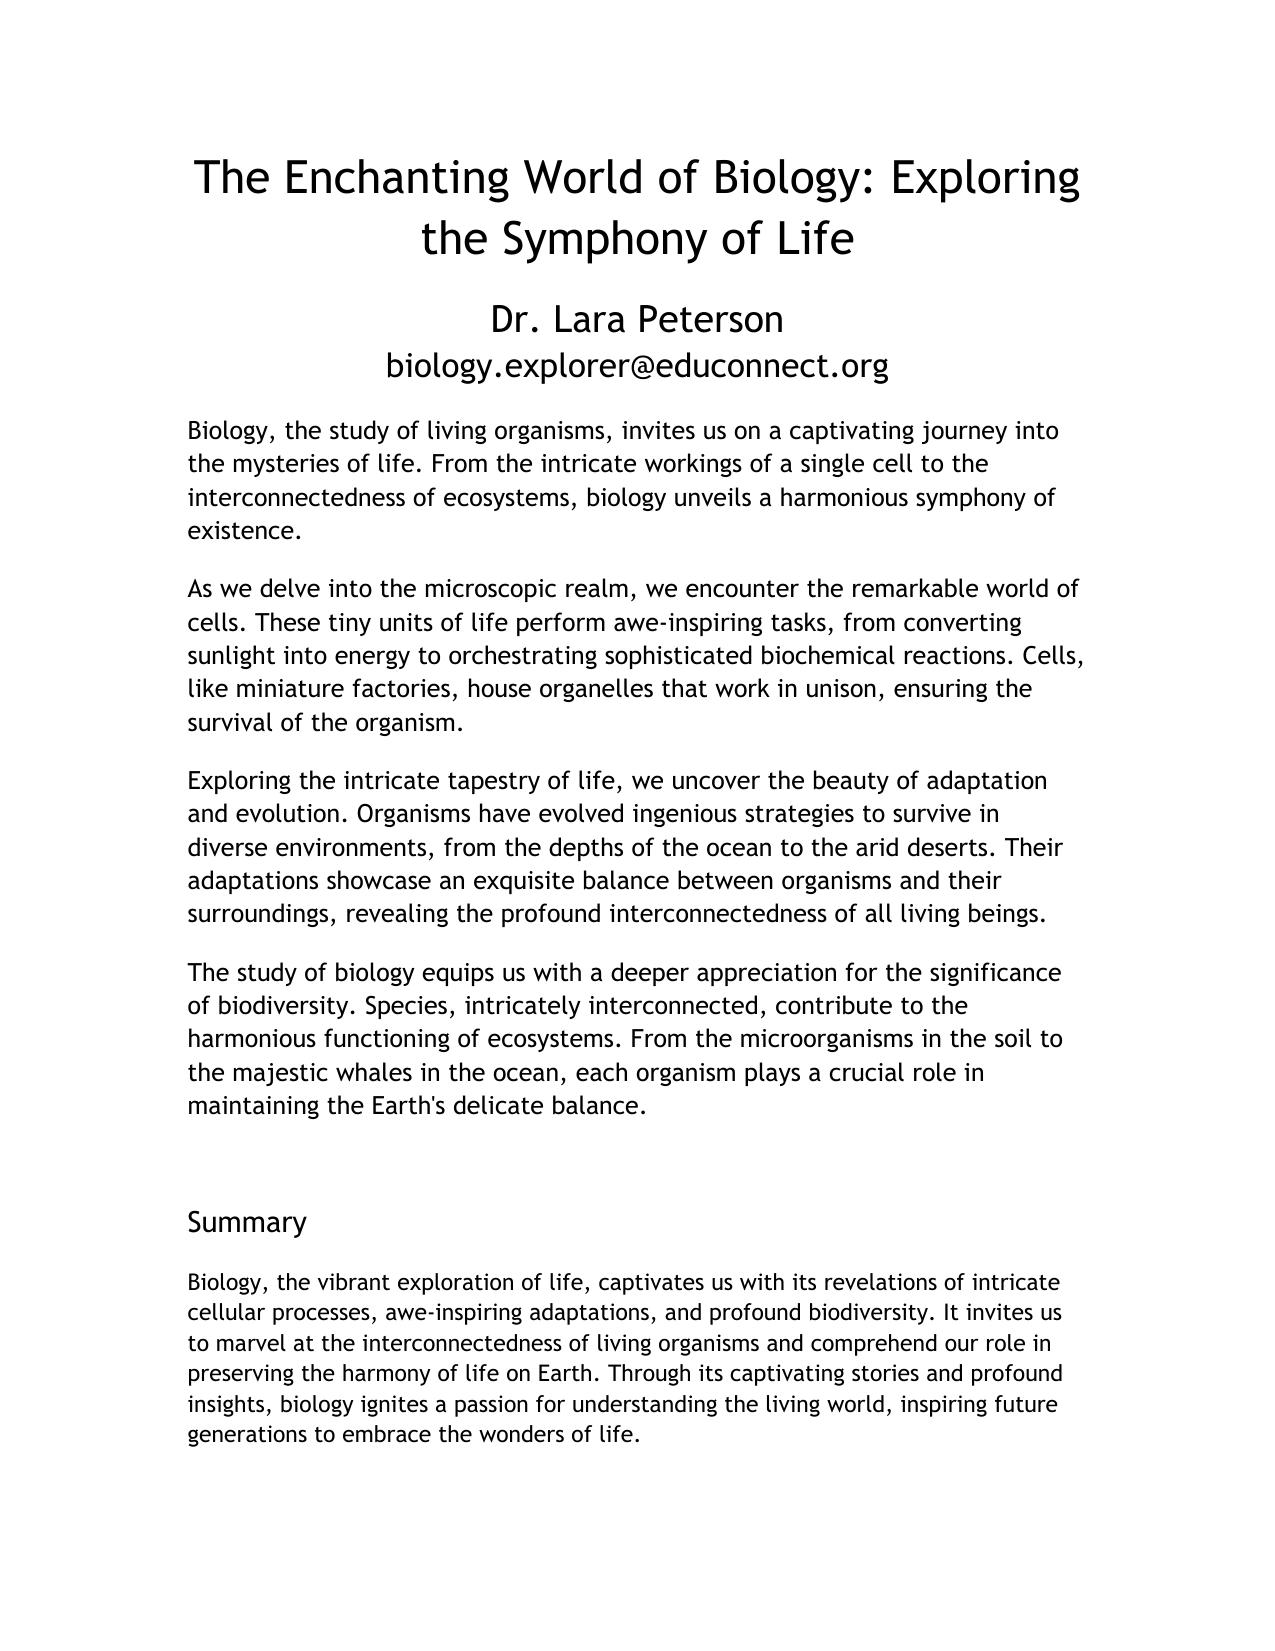 The Enchanting World of Biology: Exploring
the Symphony of Life
Dr. Lara Peterson
biology.explorer@educonnect.org
Biology, the study of living organisms, invites us on a captivating journey into
the mysteries of life. From the intricate workings of a single cell to the
interconnectedness of ecosystems, biology unveils a harmonious symphony of
existence.
As we delve into the microscopic realm, we encounter the remarkable world of
cells. These tiny units of life perform awe-inspiring tasks, from converting
sunlight into energy to orchestrating sophisticated biochemical reactions. Cells,
like miniature factories, house organelles that work in unison, ensuring the
survival of the organism.
Exploring the intricate tapestry of life, we uncover the beauty of adaptation
and evolution. Organisms have evolved ingenious strategies to survive in
diverse environments, from the depths of the ocean to the arid deserts. Their
adaptations showcase an exquisite balance between organisms and their
surroundings, revealing the profound interconnectedness of all living beings.
The study of biology equips us with a deeper appreciation for the significance
of biodiversity. Species, intricately interconnected, contribute to the
harmonious functioning of ecosystems. From the microorganisms in the soil to
the majestic whales in the ocean, each organism plays a crucial role in
maintaining the Earth's delicate balance.
Summary
Biology, the vibrant exploration of life, captivates us with its revelations of intricate
cellular processes, awe-inspiring adaptations, and profound biodiversity. It invites us
to marvel at the interconnectedness of living organisms and comprehend our role in
preserving the harmony of life on Earth. Through its captivating stories and profound
insights, biology ignites a passion for understanding the living world, inspiring future
generations to embrace the wonders of life.